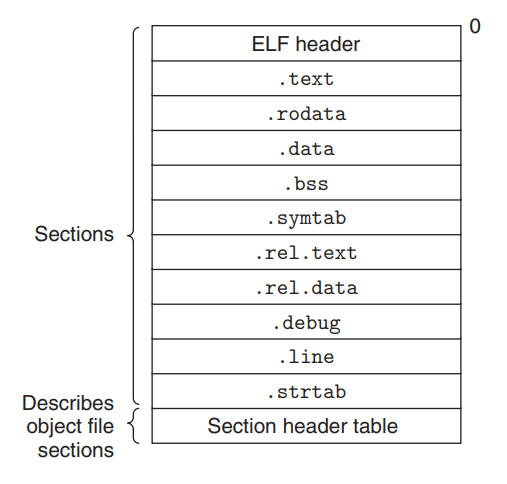 0
ELF header
.text
.rodata
.data
.bss
.symtab
.rel.text
.rel.data
.debug
.line
.strtab
Section header table
Sections
Describes
object file
sections